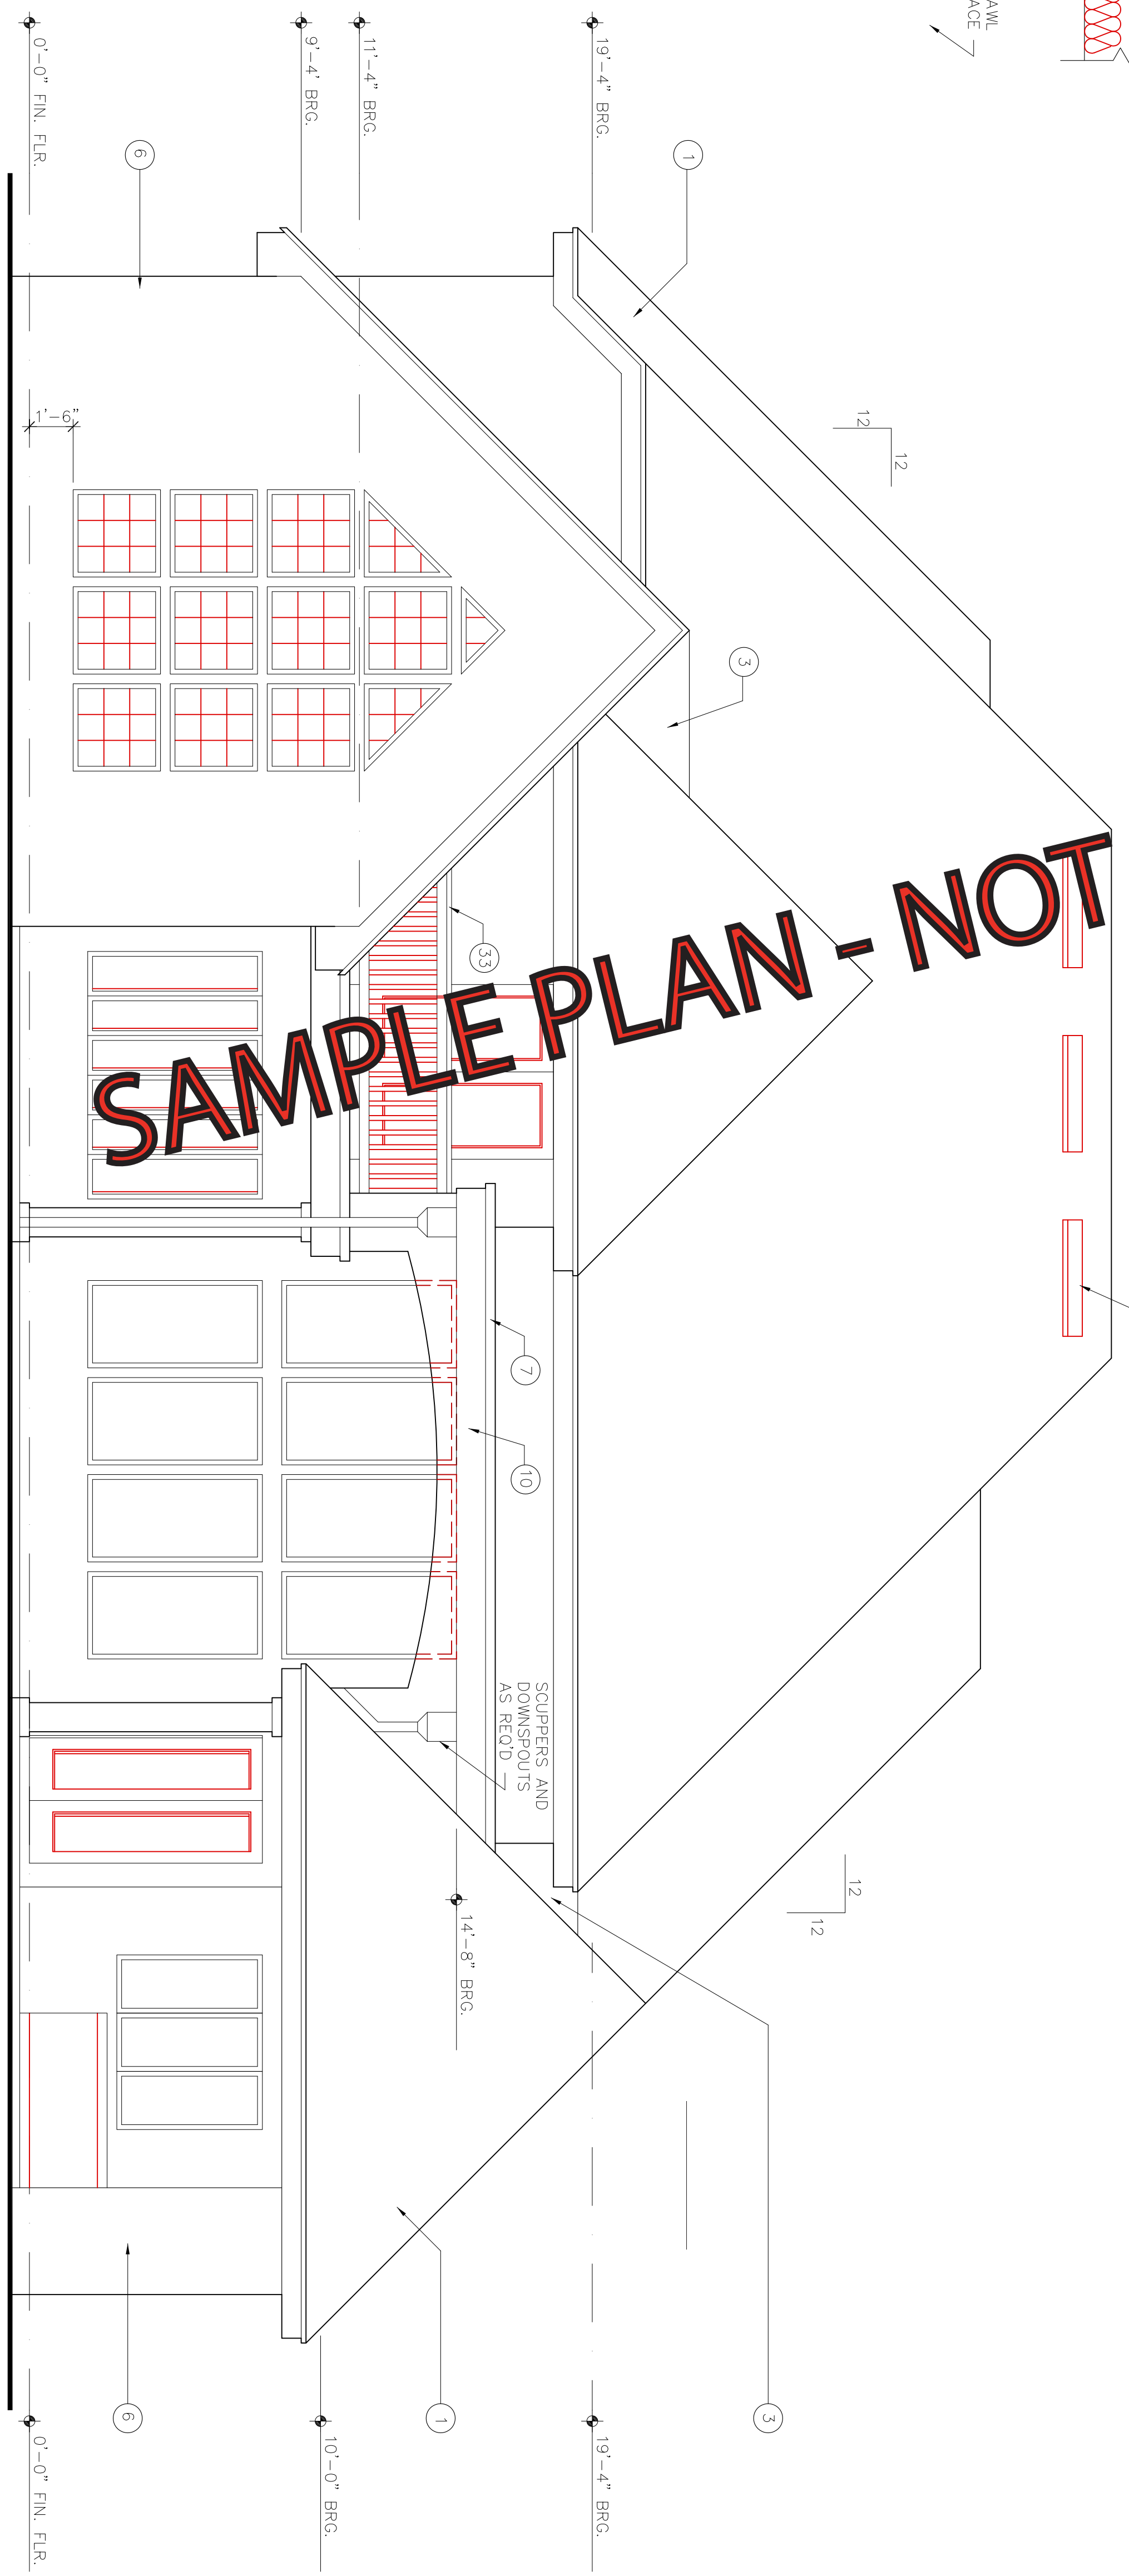 AWL
ACE
19'-4" BRG.
11'-4" BRG.
9'-4' BRG.
0'-0" FIN. FLR.
1
6
12
12
1'-6"
3
33
7
10
SCUPPERS AND
DOWNSPOUTS
AS REQ'D
14'-8" BRG.
12
12
3
1
6
19'-4" BRG.
10'-0" BRG.
0'-0" FIN. FLR.
SAMPLE PLAN - NOT